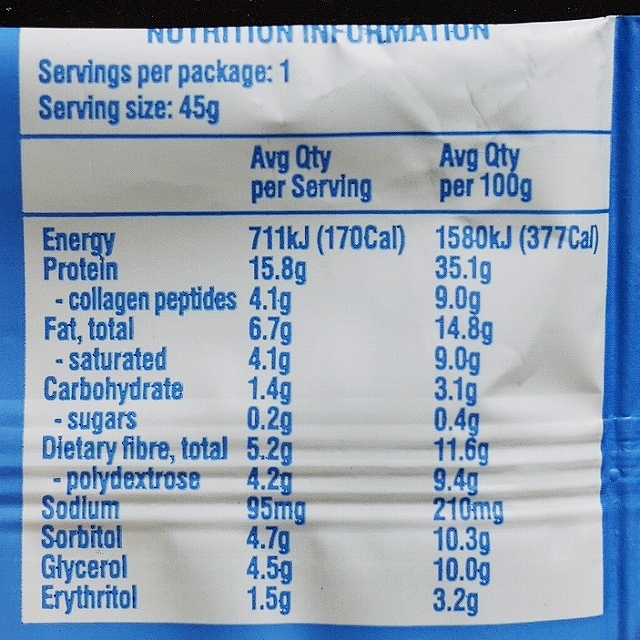 NUTRITION INFORMATION
Servings per package: 1
Serving size: 45g
Avg Qty per Serving Avg Qty per 100g
Energy 711kJ (170Cal) 1580kJ (377Cal)
Protein 15.8g 35.1g
- collagen peptides 4.1g 9.0g
Fat, total 6.7g 14.8g
- saturated 4.1g 9.0g
Carbohydrate 1.4g 3.1g
- sugars 0.2g 0.4g
Dietary fibre, total 5.2g 11.6g
- polydextrose 4.2g 9.4g
Sodium 95mg 210mg
Sorbitol 4.7g 10.3g
Glycerol 4.5g 10.0g
Erythritol 1.5g 3.2g